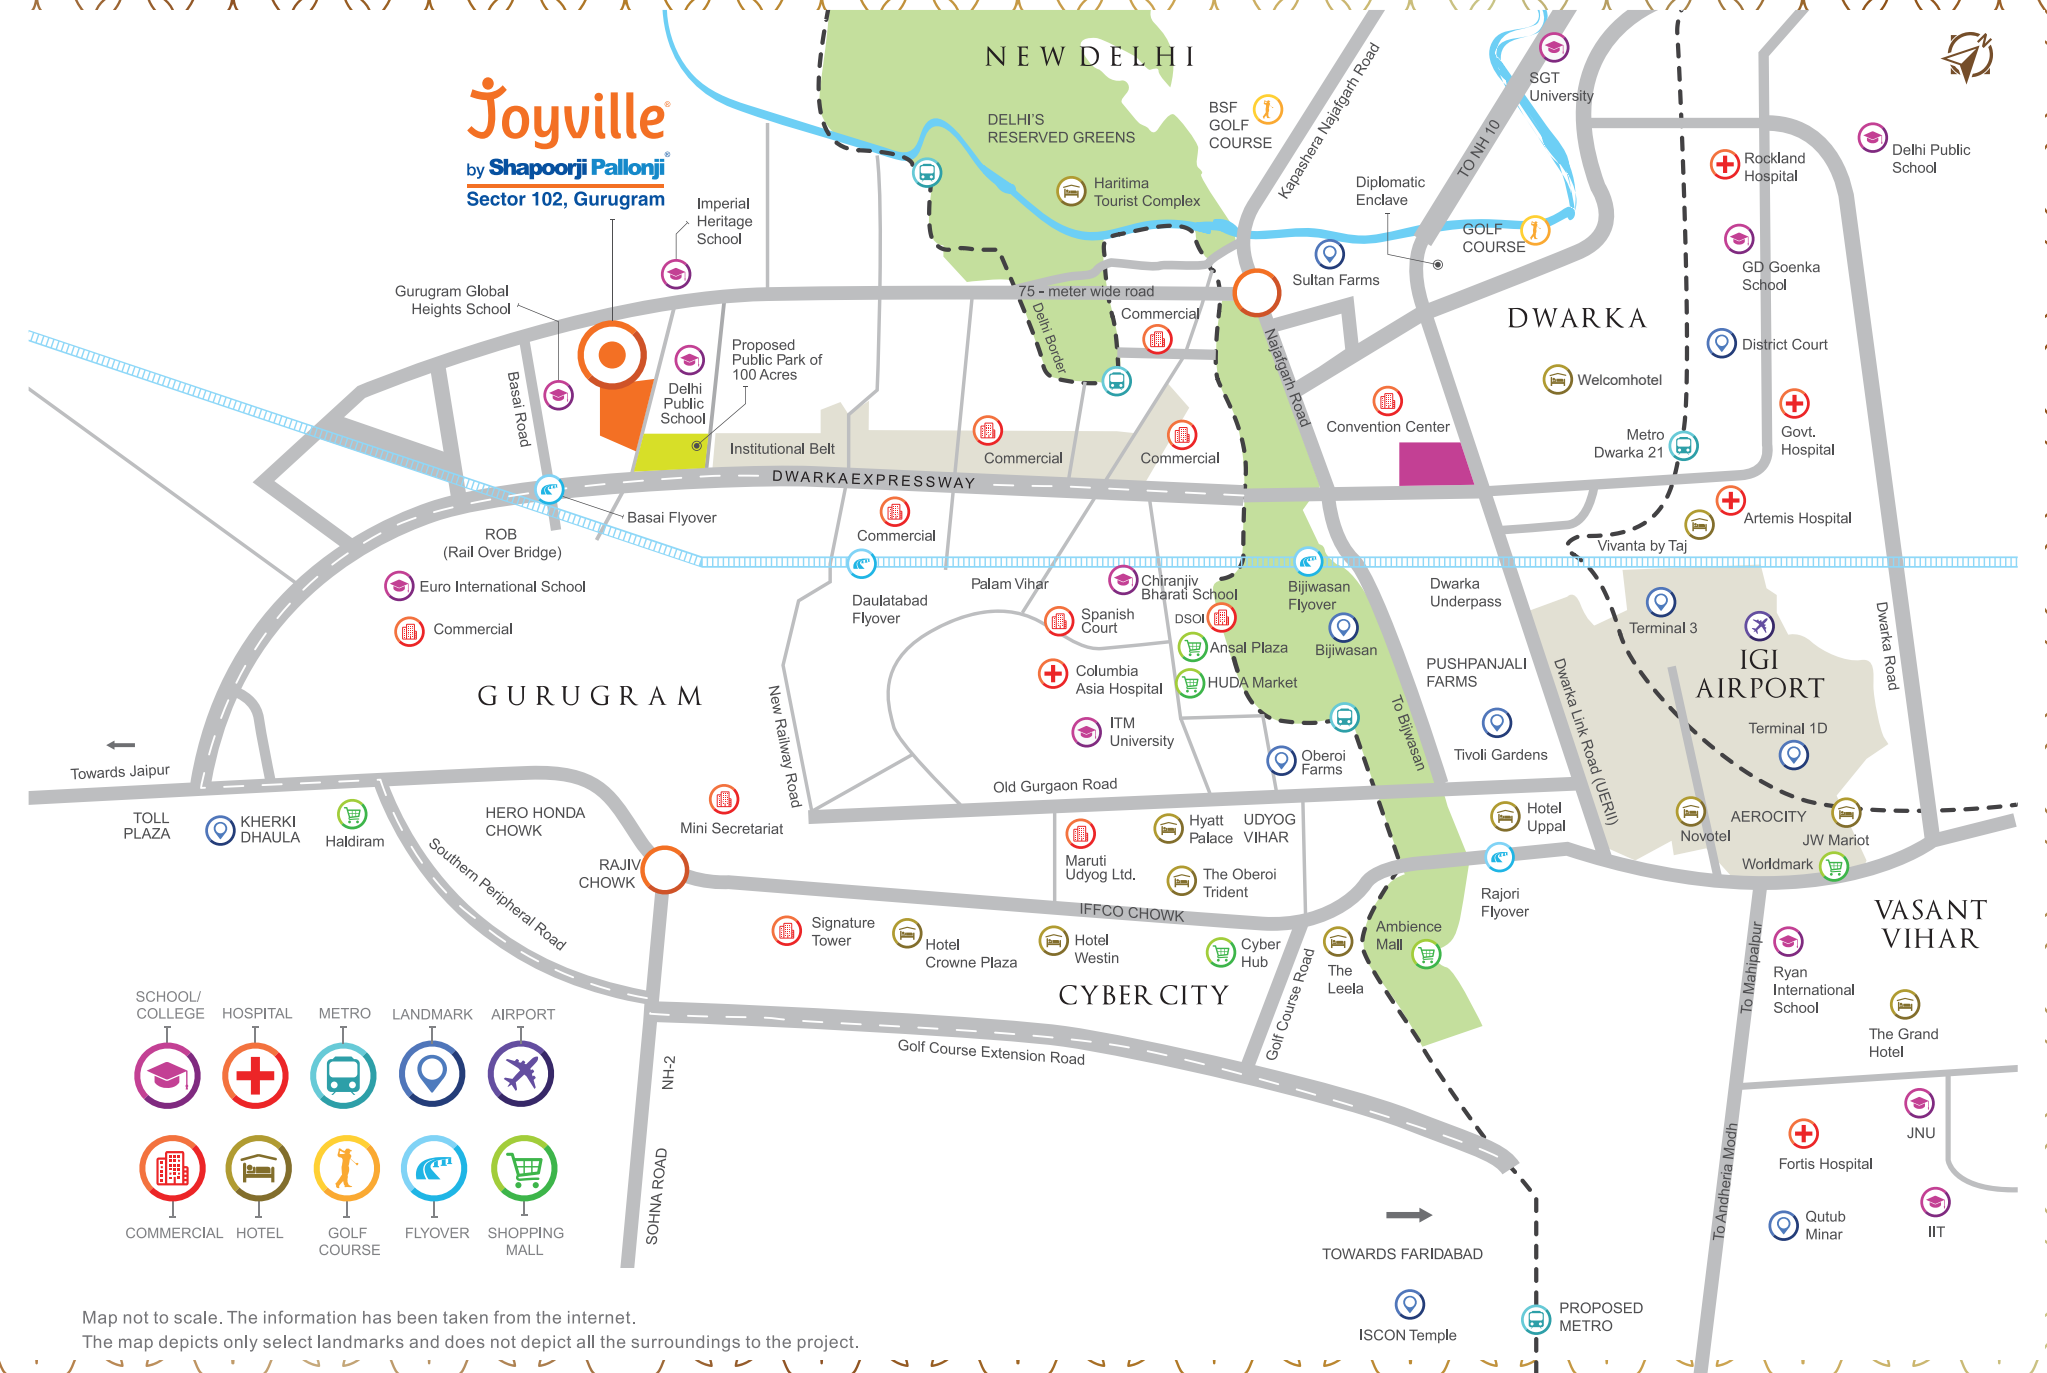 NEW DELHI
N
Joyville®
by Shapoorji Pallonji®
Sector 102, Gurugram
DELHI'S
RESERVED GREENS
BSF
GOLF
COURSE
Kapashera Najafgarh Road
SGT
University
TO NH 10
Delhi Public
School
Rockland
Hospital
Haritima
Tourist Complex
Diplomatic
Enclave
Imperial
Heritage
School
GOLF
COURSE
Sultan Farms
GD Goenka
School
Gurugram Global
Heights School
75 - meter wide road
Commercial
Delhi Border
Najafgarh Road
DWARKA
District Court
Proposed
Public Park of
100 Acres
Delhi
Public
School
Basai Road
Welcomhotel
Convention Center
Metro
Dwarka 21
Govt.
Hospital
Institutional Belt
Commercial
Commercial
DWARKAEXPRESSWAY
Basai Flyover
Commercial
Artemis Hospital
Vivanta by Taj
ROB
(Rail Over Bridge)
Euro International School
Commercial
Daulatabad
Flyover
Palam Vihar
Chiranjiv
Bharati School
Spanish
Court
DSOI
Ansal Plaza
HUDA Market
Columbia
Asia Hospital
ITM
University
Bijiwasan
Flyover
Bijiwasan
Dwarka
Underpass
PUSHPANJALI
FARMS
Tivoli Gardens
To Bijwasan
Dwarka Link Road (UERII)
Terminal 3
IGI
AIRPORT
Terminal 1D
Dwarka Road
GURUGRAM
New Railway Road
Oberoi
Farms
Old Gurgaon Road
Towards Jaipur
TOLL
PLAZA
KHERKI
DHAULA
Haldiram
HERO HONDA
CHOWK
Mini Secretariat
RAJIV
CHOWK
Southern Peripheral Road
Maruti
Udyog Ltd.
Hyatt
Palace
UDYOG
VIHAR
The Oberoi
Trident
Hotel
Uppal
Novotel
AEROCITY
JW Mariot
Worldmark
Rajori
Flyover
IFFCO CHOWK
Signature
Tower
Hotel
Crowne Plaza
Hotel
Westin
Cyber
Hub
The
Leela
Ambience
Mall
CYBER CITY
Golf Course Road
Golf Course Extension Road
VASANT
VIHAR
To Mahipalpur
Ryan
International
School
The Grand
Hotel
JNU
Fortis Hospital
Qutub
Minar
IIT
To Andheria Modh
NH-2
SOHNA ROAD
SCHOOL/
COLLEGE
HOSPITAL
METRO
LANDMARK
AIRPORT
COMMERCIAL
HOTEL
GOLF
COURSE
FLYOVER
SHOPPING
MALL
TOWARDS FARIDABAD
ISCON Temple
PROPOSED
METRO
Map not to scale. The information has been taken from the internet.
The map depicts only select landmarks and does not depict all the surroundings to the project.